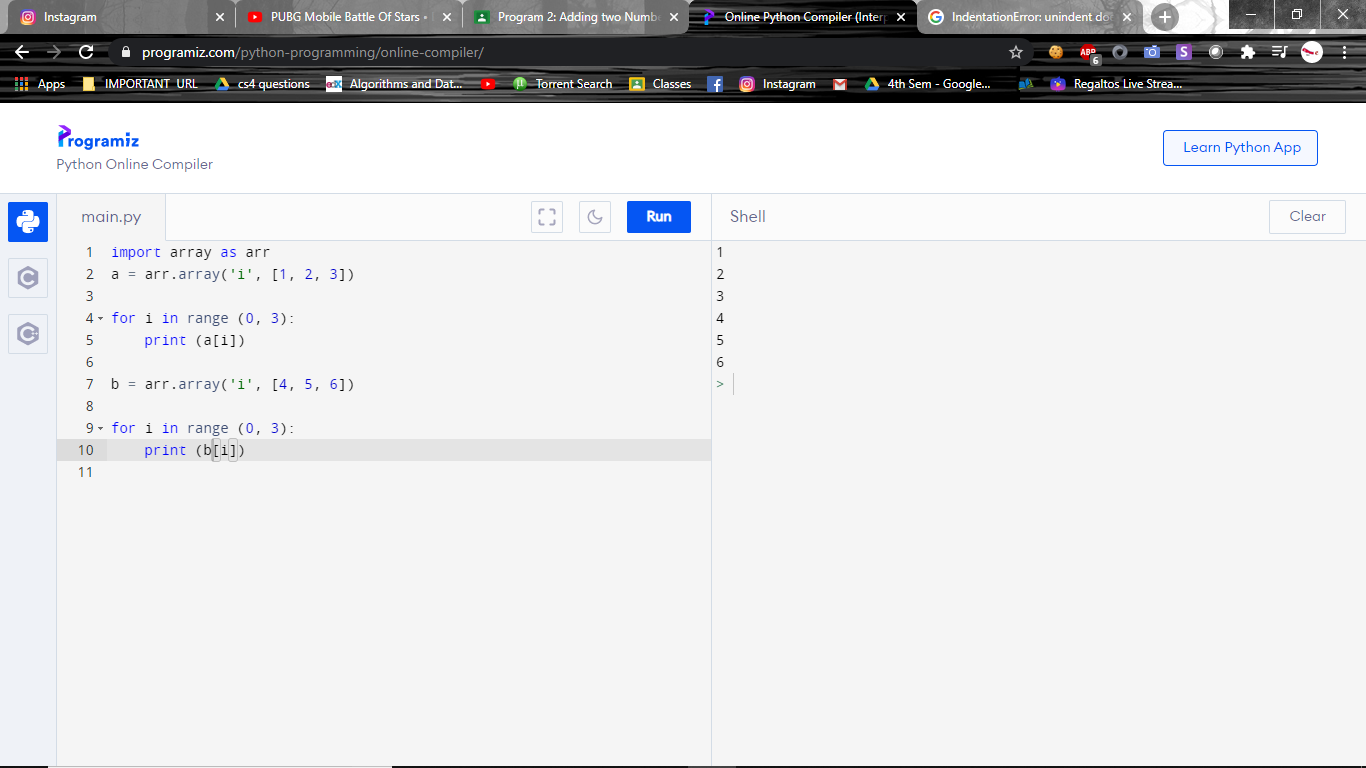 Instagram
PUBG Mobile Battle Of Stars •
Program 2: Adding two Numbe
Online Python Compiler (Interp
IndentationError: unindent do
programiz.com/python-programming/online-compiler/
ABP
6
S
Apps
IMPORTANT URL
cs4 questions
Algorithms and Dat...
Torrent Search
Classes
Instagram
4th Sem - Google...
Regaltos Live Strea...
Programiz
Python Online Compiler
Learn Python App
main.py
Run
Shell
Clear
1 import array as arr
2 a = arr.array('i', [1, 2, 3])
3
4 for i in range (0, 3):
5     print (a[i])
6
7 b = arr.array('i', [4, 5, 6])
8
9 for i in range (0, 3):
10     print (b[i])
11
1
2
3
4
5
6
>